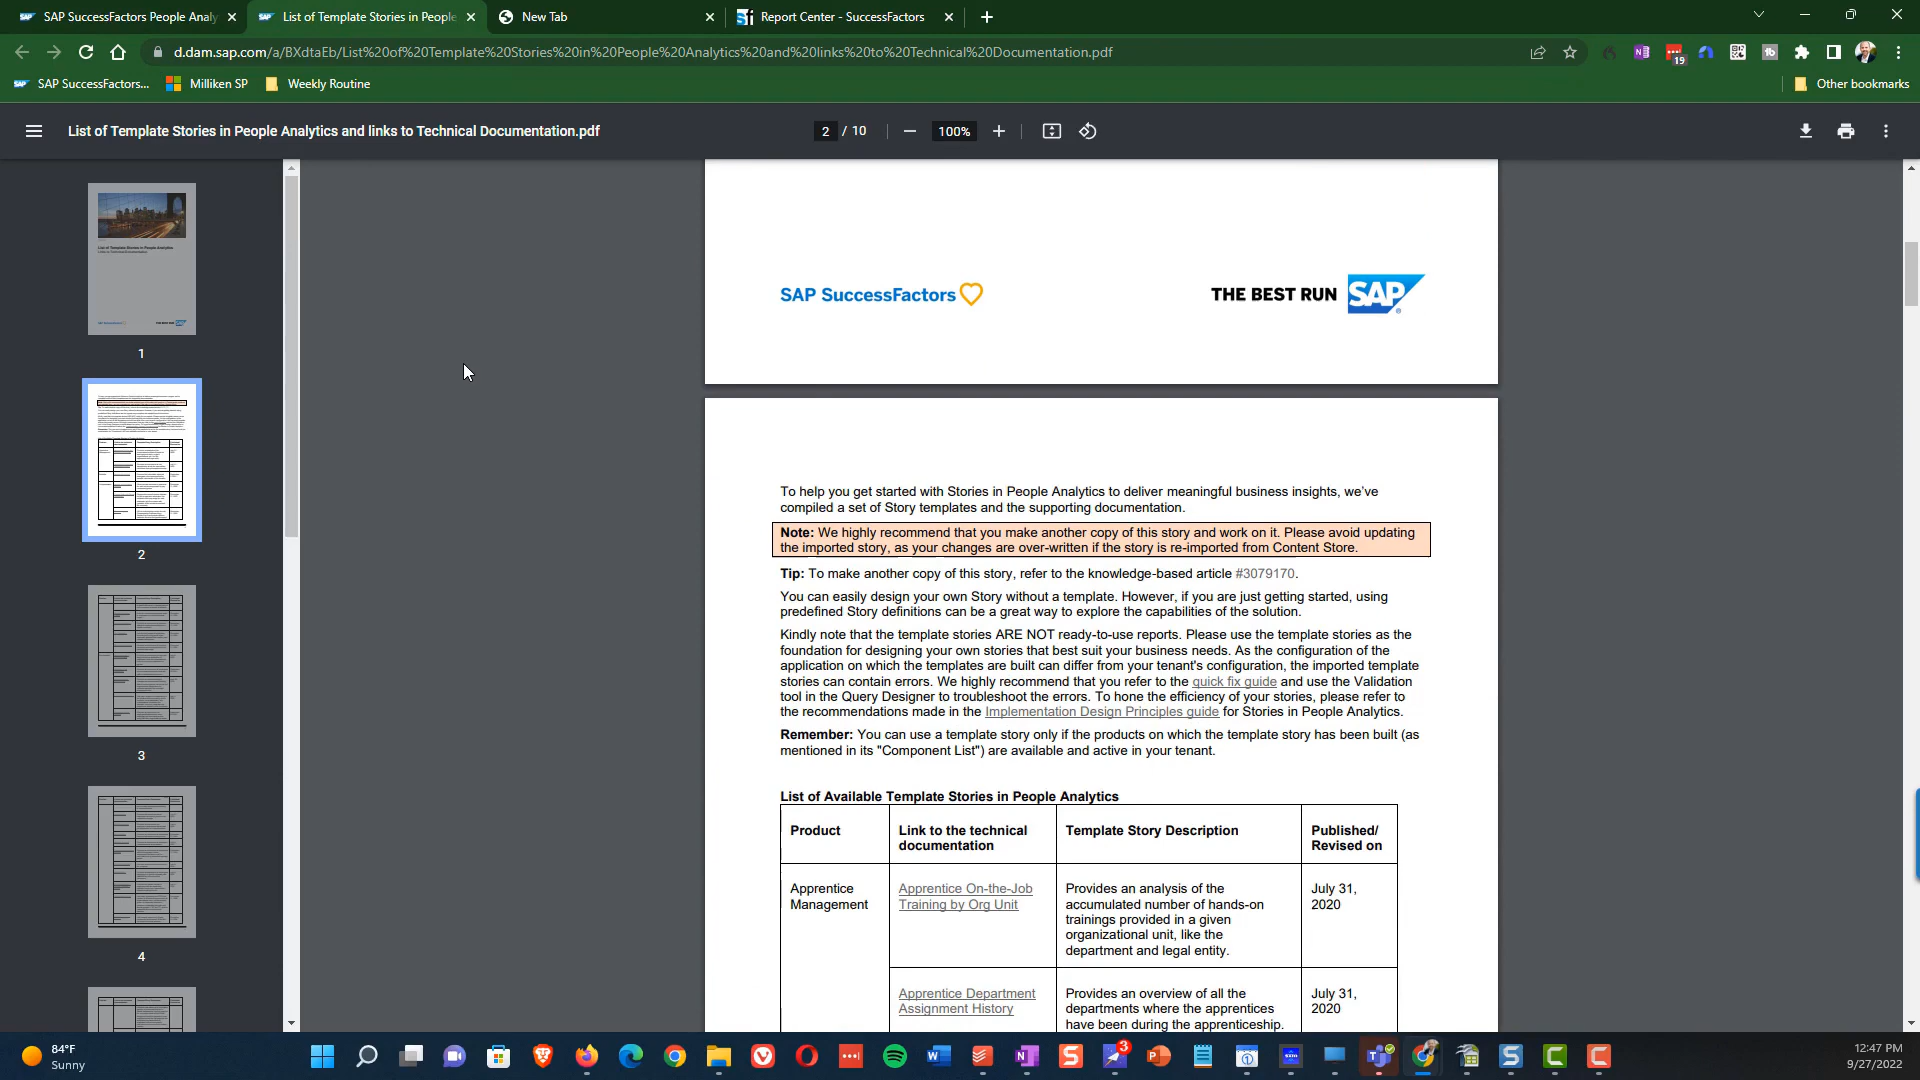 SAP SuccessFactors People Analy
List of Template Stories in People
New Tab
Report Center - SuccessFactors
d.dam.sap.com/a/BXdtaEb/List%20of%20Template%20Stories%20in%20People%20Analytics%20and%20links%20to%20Technical%20Documentation.pdf
19
SAP SuccessFactors...
Milliken SP
Weekly Routine
Other bookmarks
List of Template Stories in People Analytics and links to Technical Documentation.pdf
2 / 10
100%
1
2
3
4
SAP SuccessFactors
THE BEST RUN SAP
To help you get started with Stories in People Analytics to deliver meaningful business insights, we've
compiled a set of Story templates and the supporting documentation.
Note: We highly recommend that you make another copy of this story and work on it. Please avoid updating
the imported story, as your changes are over-written if the story is re-imported from Content Store.
Tip: To make another copy of this story, refer to the knowledge-based article #3079170.
You can easily design your own Story without a template. However, if you are just getting started, using
predefined Story definitions can be a great way to explore the capabilities of the solution.
Kindly note that the template stories ARE NOT ready-to-use reports. Please use the template stories as the
foundation for designing your own stories that best suit your business needs. As the configuration of the
application on which the templates are built can differ from your tenant's configuration, the imported template
stories can contain errors. We highly recommend that you refer to the quick fix guide and use the Validation
tool in the Query Designer to troubleshoot the errors. To hone the efficiency of your stories, please refer to
the recommendations made in the Implementation Design Principles guide for Stories in People Analytics.
Remember: You can use a template story only if the products on which the template story has been built (as
mentioned in its "Component List") are available and active in your tenant.
List of Available Template Stories in People Analytics
Product
Link to the technical
documentation
Template Story Description
Published/
Revised on
Apprentice
Management
Apprentice On-the-Job
Training by Org Unit
Provides an analysis of the
accumulated number of hands-on
trainings provided in a given
organizational unit, like the
department and legal entity.
July 31,
2020
Apprentice Department
Assignment History
Provides an overview of all the
departments where the apprentices
have been during the apprenticeship.
July 31,
2020
84°F
Sunny
3
12:47 PM
9/27/2022